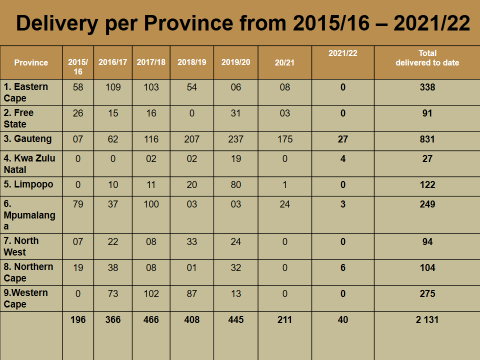 Delivery per Province from 2015/16 – 2021/22
Province 2015/16 2016/17 2017/18 2018/19 2019/20 20/21 2021/22 Total delivered to date
1. Eastern Cape 58 109 103 54 06 08 0 338
2. Free State 26 15 16 0 31 03 0 91
3. Gauteng 07 62 116 207 237 175 27 831
4. Kwa Zulu Natal 0 0 02 02 19 0 4 27
5. Limpopo 0 10 11 20 80 1 0 122
6. Mpumalanga 79 37 100 03 03 24 3 249
7. North West 07 22 08 33 24 0 0 94
8. Northern Cape 19 38 08 01 32 0 6 104
9.Western Cape 0 73 102 87 13 0 0 275
196 366 466 408 445 211 40 2 131